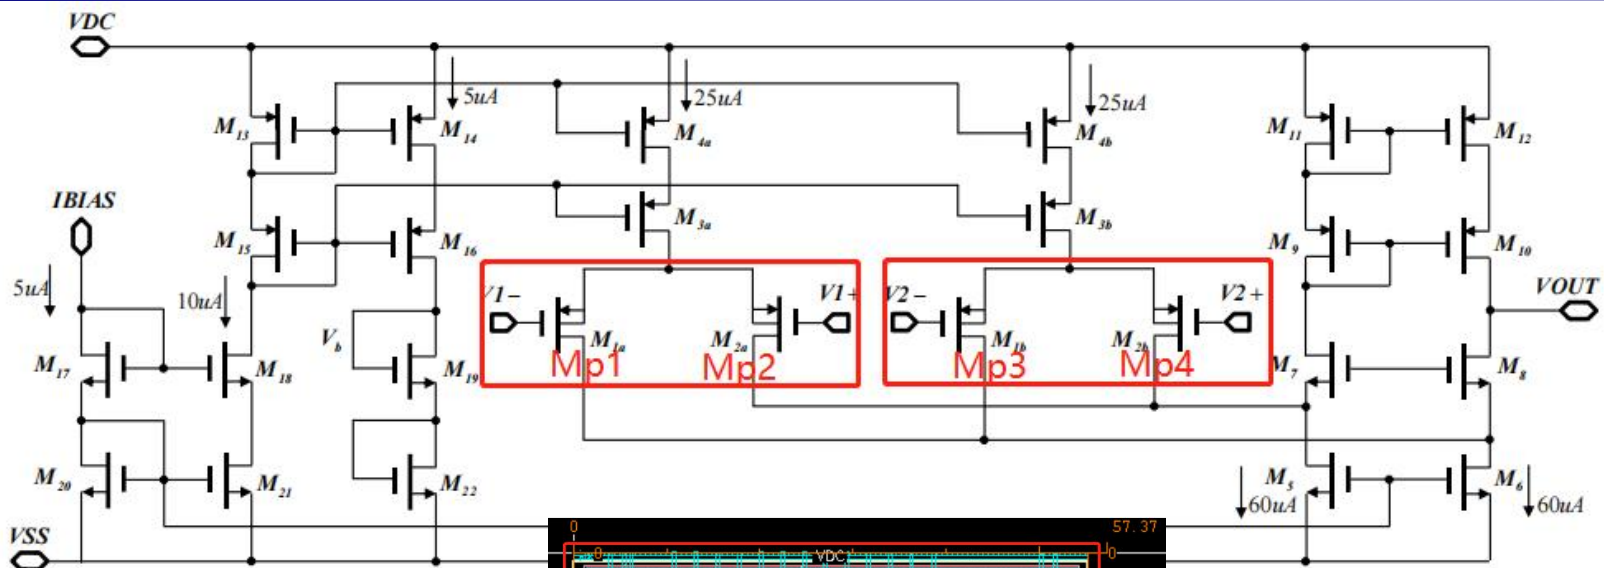 VDC
5uA
25uA
25uA
M13
M14
M4a
M4b
M11
M12
IBIAS
M3a
M3b
M15
M16
M9
M10
5uA
10uA
V1-
V1+
V2-
V2+
VOUT
Vb
M1a
M2a
M1b
M2b
Mp1
Mp2
Mp3
Mp4
M17
M18
M19
M7
M8
M20
M21
M22
M5
M6
60uA
60uA
VSS
0
57.37
0
VDC
0